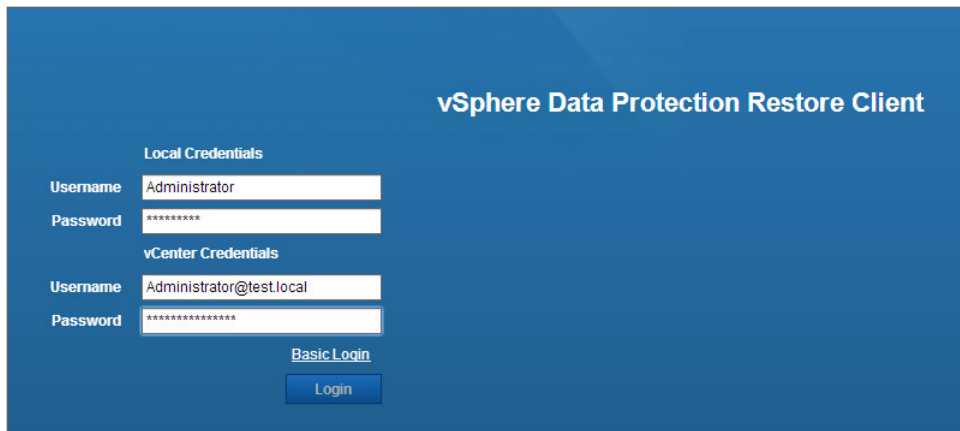 vSphere Data Protection Restore Client
Local Credentials
Username Administrator
Password *********
vCenter Credentials
Username Administrator@test.local
Password ***************
Basic Login
Login